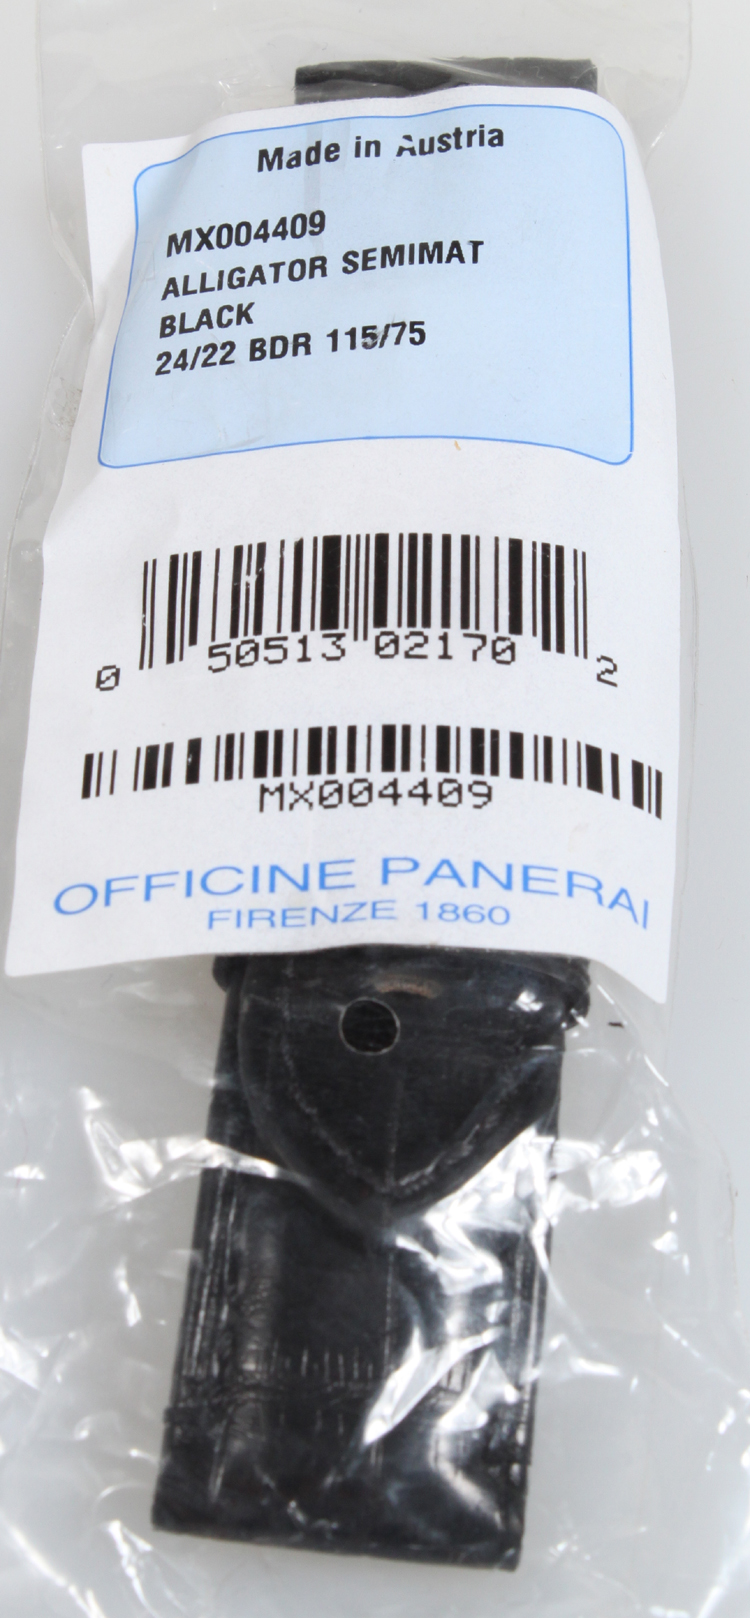 Made in Austria
MX004409
ALLIGATOR SEMIMAT
BLACK
24/22 BDR 115/75
0 50513 02170 2
MX004409
OFFICINE PANERAI
FIRENZE 1860